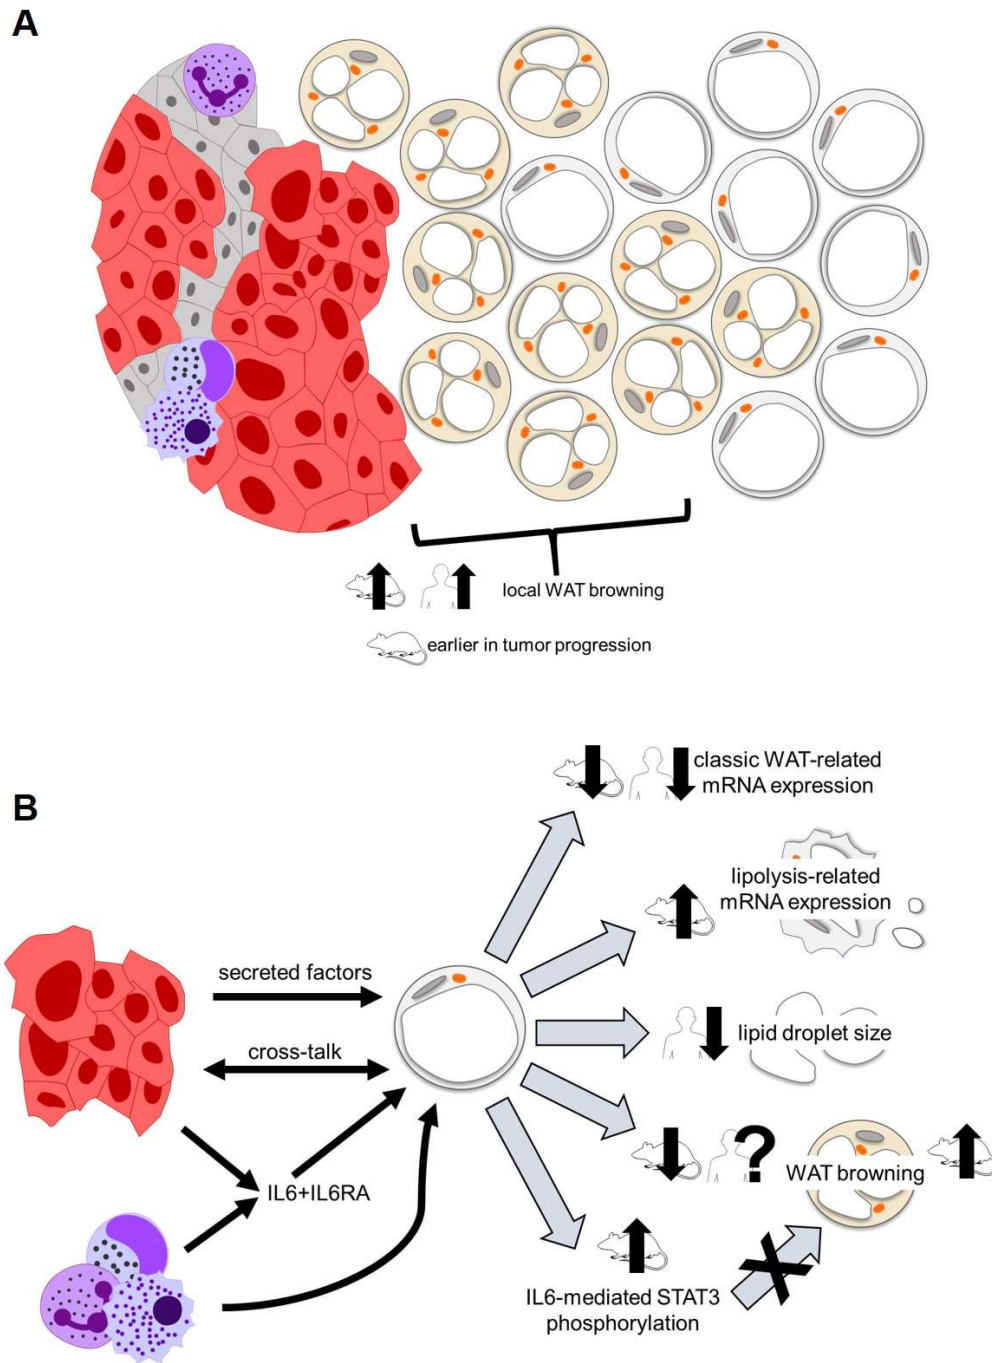 A
local WAT browning
earlier in tumor progression
B
classic WAT-related
mRNA expression
lipolysis-related
mRNA expression
secreted factors
lipid droplet size
cross-talk
?
WAT browning
IL6+IL6RA
IL6-mediated STAT3
phosphorylation